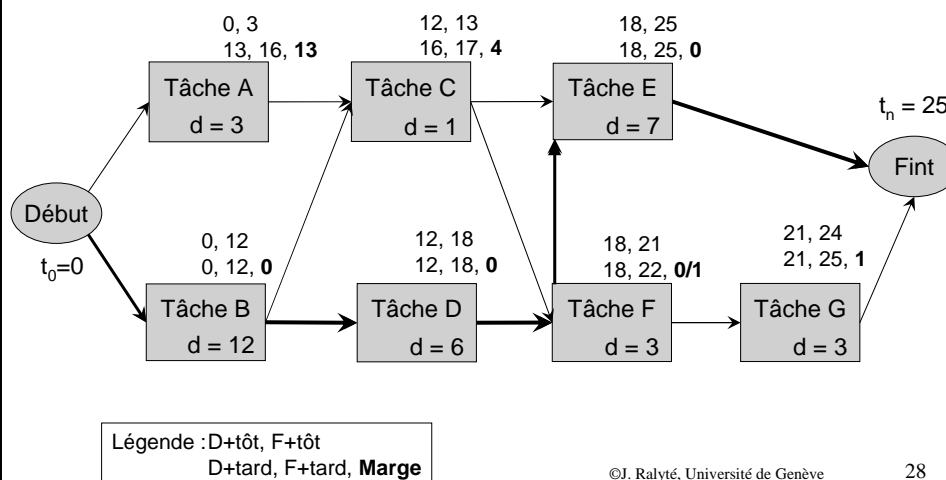 0, 3
13, 16, 13
12, 13
16, 17, 4
18, 25
18, 25, 0
Tâche A
d = 3
Tâche C
d = 1
Tâche E
d = 7
tn = 25
Fint
Début
t0=0
0, 12
0, 12, 0
12, 18
12, 18, 0
18, 21
18, 22, 0/1
21, 24
21, 25, 1
Tâche B
d = 12
Tâche D
d = 6
Tâche F
d = 3
Tâche G
d = 3
Légende :D+tôt, F+tôt
D+tard, F+tard, Marge
©J. Ralyté, Université de Genève 28